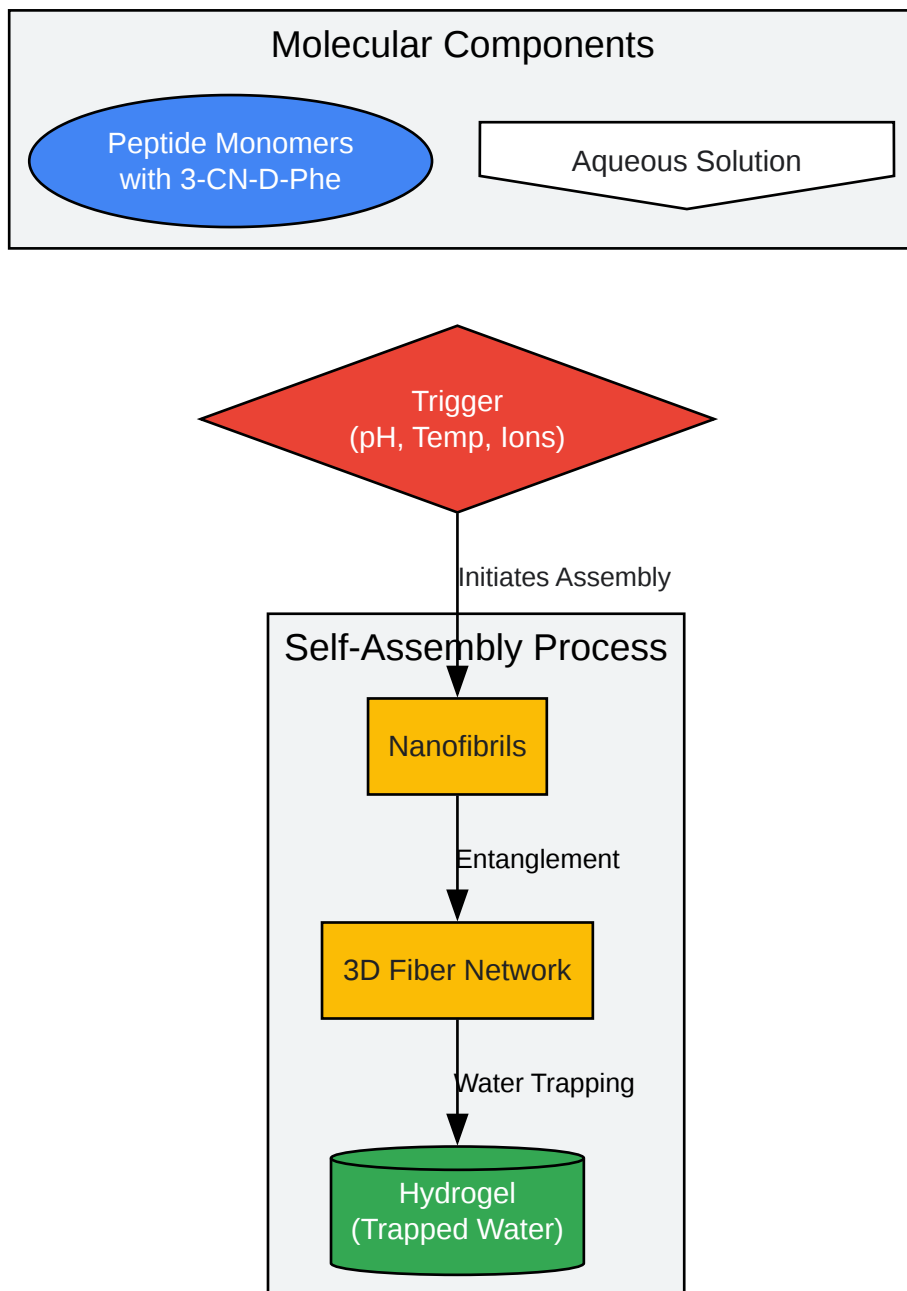 Molecular Components
Peptide Monomers
with 3-CN-D-Phe
Aqueous Solution
Trigger
(pH, Temp, Ions)
Initiates Assembly
Self-Assembly Process
Nanofibrils
Entanglement
3D Fiber Network
Water Trapping
Hydrogel
(Trapped Water)